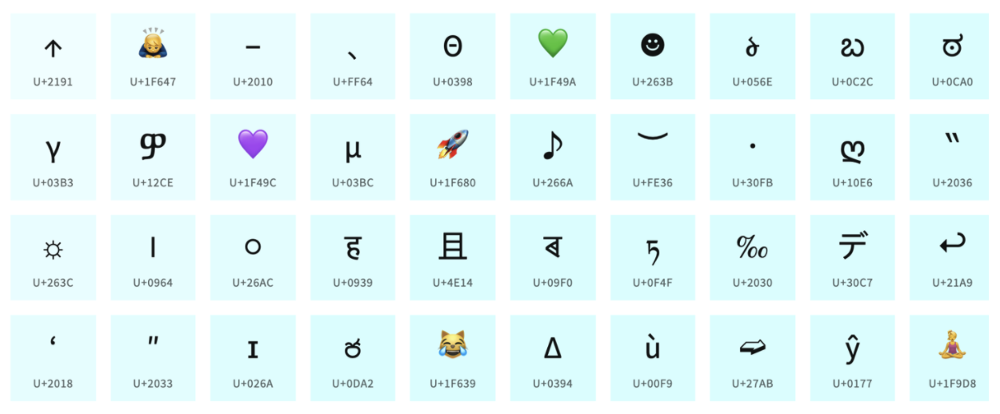 ↑ 🙇 ‐ 、 Θ 💚 ☻ ծ బ ಠ
U+2191 U+1F647 U+2010 U+FF64 U+0398 U+1F49A U+263B U+056E U+0C2C U+0CA0
γ ዎ 💜 μ 🚀 ♪ ︶ ・ ღ ‶
U+03B3 U+12CE U+1F49C U+03BC U+1F680 U+266A U+FE36 U+30FB U+10E6 U+2036
☼ । ⚬ ह 且 ৰ ཏ ‰ デ ↩
U+263C U+0964 U+26AC U+0939 U+4E14 U+09F0 U+0F4F U+2030 U+30C7 U+21A9
‘ ″ ɪ ජ 😹 Δ ù ➫ ŷ 🧘
U+2018 U+2033 U+026A U+0DA2 U+1F639 U+0394 U+00F9 U+27AB U+0177 U+1F9D8